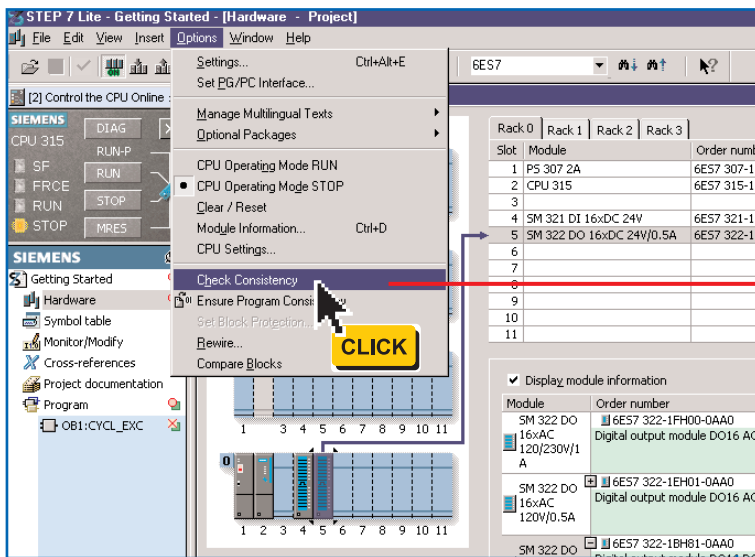 STEP 7 Lite - Getting Started - [Hardware - Project]
File Edit View Insert Options Window Help
ON
6ES7
[2] Control the CPU Online
SIEMENS
CPU 315
DIAG
RUN-P
RUN
STOP
MRES
SF
FRCE
RUN
STOP
SIEMENS
Getting Started
Hardware
Symbol table
Monitor/Modify
Cross-references
Project documentation
Program
OB1:CYCL_EXC
Settings... Ctrl+Alt+E
Set PG/PC Interface...
Manage Multilingual Texts
Optional Packages
CPU Operating Mode RUN
CPU Operating Mode STOP
Clear / Reset
Module Information... Ctrl+D
CPU Settings...
Check Consistency
Ensure Program
Set Block Protection...
Rewire...
Compare Blocks
CLICK
1 3 4 5 6 7 8 9 10 11
0
1 2 3 4 5 6 7 8 9 10 11
Rack 0 Rack 1 Rack 2 Rack 3
Slot Module Order
1 PS 307 2A 6ES7 307-1
2 CPU 315 6ES7 315-1
3
4 SM 321 DI 16xDC 24V 6ES7 321-1
5 SM 322 DO 16xDC 24V/0.5A 6ES7 322-1
6
7
8
9
10
11
Display module information
Module Order number
SM 322 DO 16xAC 120/230V/1A 6ES7 322-1FH00-0AA0
Digital output module DO16 AC
SM 322 DO 16xAC 120V/0.5A 6ES7 322-1EH01-0AA0
Digital output module DO16 AC
SM 322 DO 6ES7 322-1BH81-0AA0